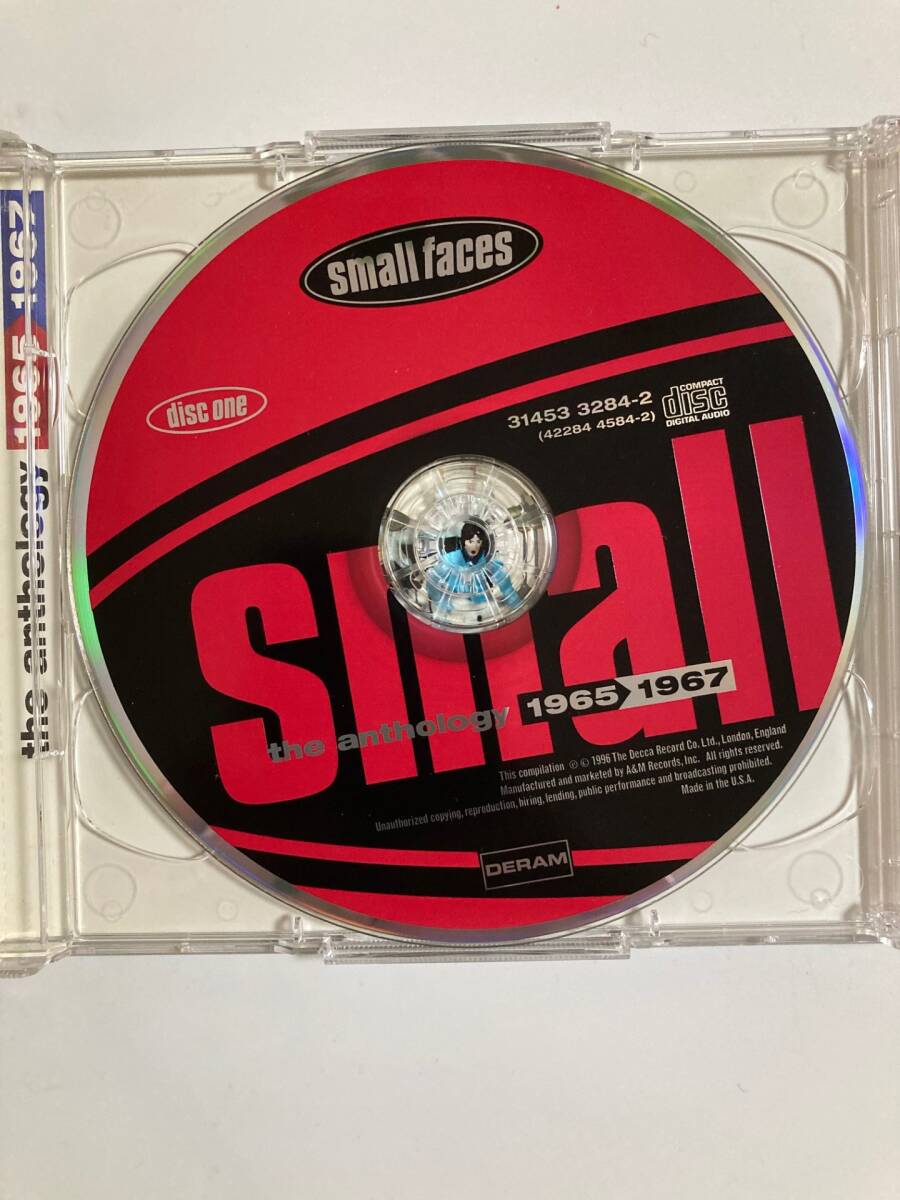 small faces
disc one
31453 3284-2
(42284 4584-2)
COMPACT
disc
DIGITAL AUDIO
small
the anthology 1965 1967
This compilation ℗ © 1996 The Decca Record Co. Ltd., London, England
Manufactured and marketed by A&M Records, Inc. All rights reserved.
Unauthorized copying, reproduction, hiring, lending, public performance and broadcasting prohibited.
Made in the U.S.A.
DERAM
the anthology 1965 1967